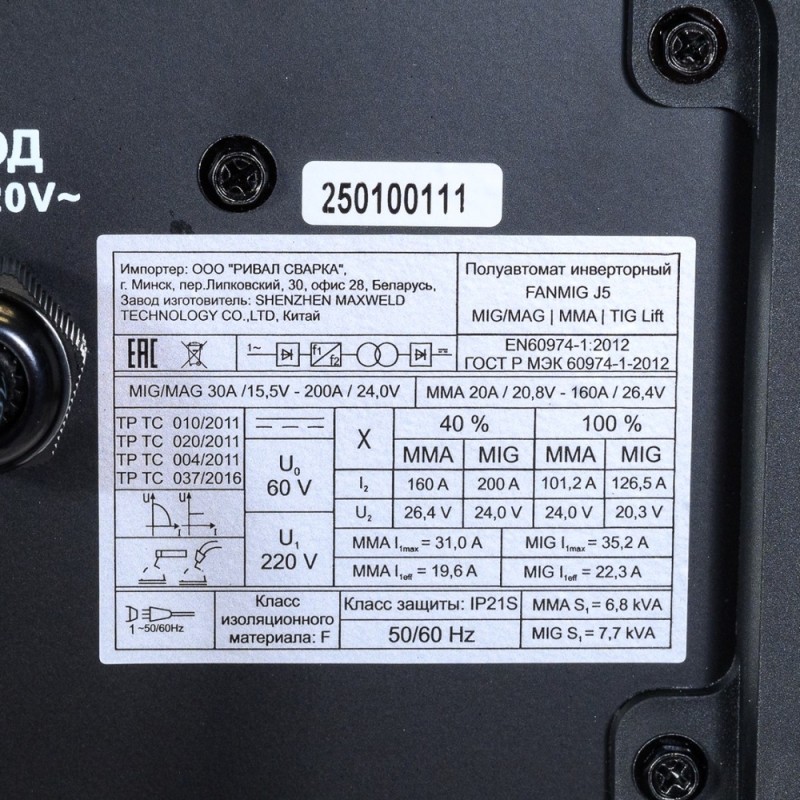 ОД
20V~
250100111
Импортер: ООО "РИВАЛ СВАРКА",
г. Минск, пер.Липковский, 30, офис 28, Беларусь,
Завод изготовитель: SHENZHEN MAXWELD
TECHNOLOGY CO.,LTD, Китай
Полуавтомат инверторный
FANMIG J5
MIG/MAG | MMA | TIG Lift
EAC
1~ f1 f2
EN60974-1:2012
ГОСТ Р МЭК 60974-1-2012
MIG/MAG 30A /15,5V - 200A / 24,0V
MMA 20A / 20,8V - 160A / 26,4V
ТР ТС 010/2011
ТР ТС 020/2011
ТР ТС 004/2011
ТР ТС 037/2016
U I U I
U0
60 V
U1
220 V
X 40 % 100 %
MMA MIG MMA MIG
I2 160 A 200 A 101,2 A 126,5 A
U2 26,4 V 24,0 V 24,0 V 20,3 V
MMA I1max = 31,0 A MIG I1max = 35,2 A
MMA I1eff = 19,6 A MIG I1eff = 22,3 A
1 ~50/60Hz
Класс
изоляционного
материала: F
Класс защиты: IP21S
50/60 Hz
MMA S1 = 6,8 kVA
MIG S1 = 7,7 kVA